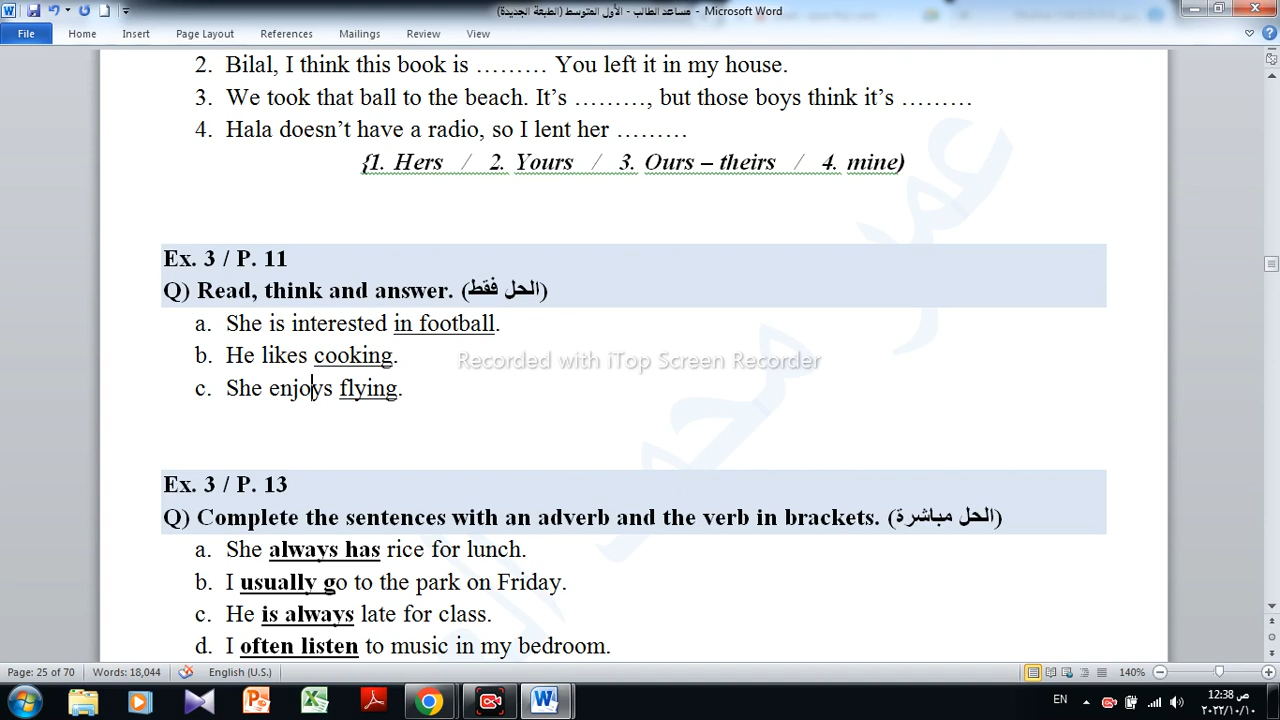 مساعد الطالب - الأول المتوسط (الطبعة الجديدة) - Microsoft Word
File Home Insert Page Layout References Mailings Review View
2. Bilal, I think this book is ……… You left it in my house.
3. We took that ball to the beach. It’s ………, but those boys think it’s ………
4. Hala doesn’t have a radio, so I lent her ………
{1. Hers / 2. Yours / 3. Ours – theirs / 4. mine)
Ex. 3 / P. 11
Q) Read, think and answer. (الحل فقط)
a. She is interested in football.
b. He likes cooking.
Recorded with iTop Screen Recorder
c. She enjoys flying.
Ex. 3 / P. 13
Q) Complete the sentences with an adverb and the verb in brackets. (الحل مباشرة)
a. She always has rice for lunch.
b. I usually go to the park on Friday.
c. He is always late for class.
d. I often listen to music in my bedroom.
Page: 25 of 70 Words: 18,044 English (U.S.) 140%
EN 12:38 ص
٢٠٢٢/١٠/١٠